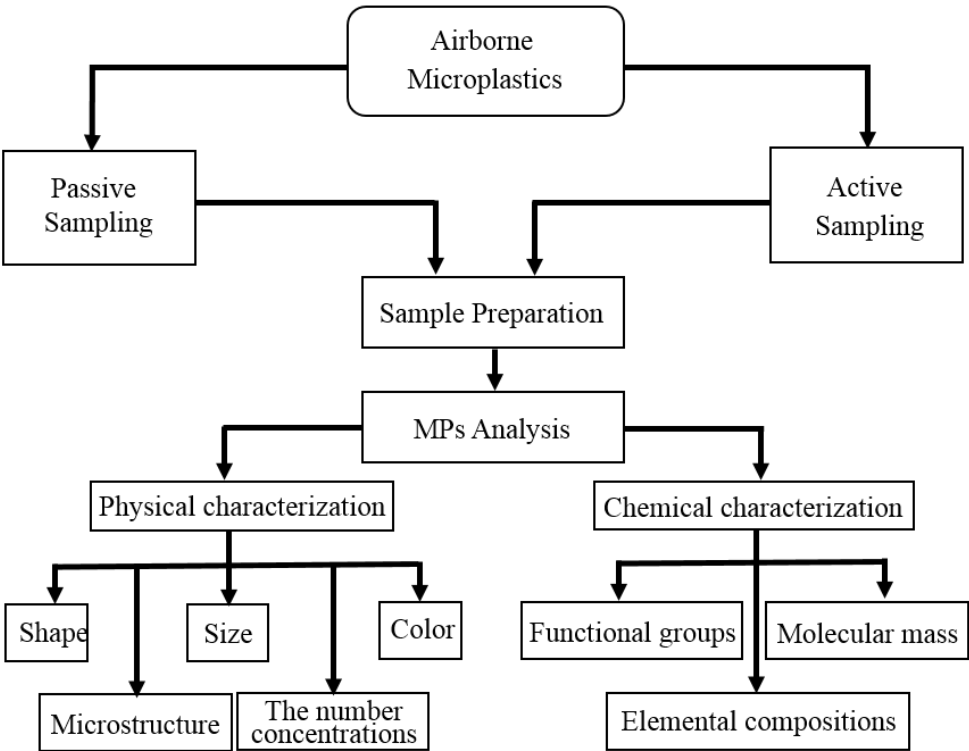 Airborne
Microplastics
Passive
Sampling
Active
Sampling
Sample Preparation
MPs Analysis
Physical characterization
Chemical characterization
Shape
Size
Color
Functional groups
Molecular mass
Microstructure
The number
concentrations
Elemental compositions